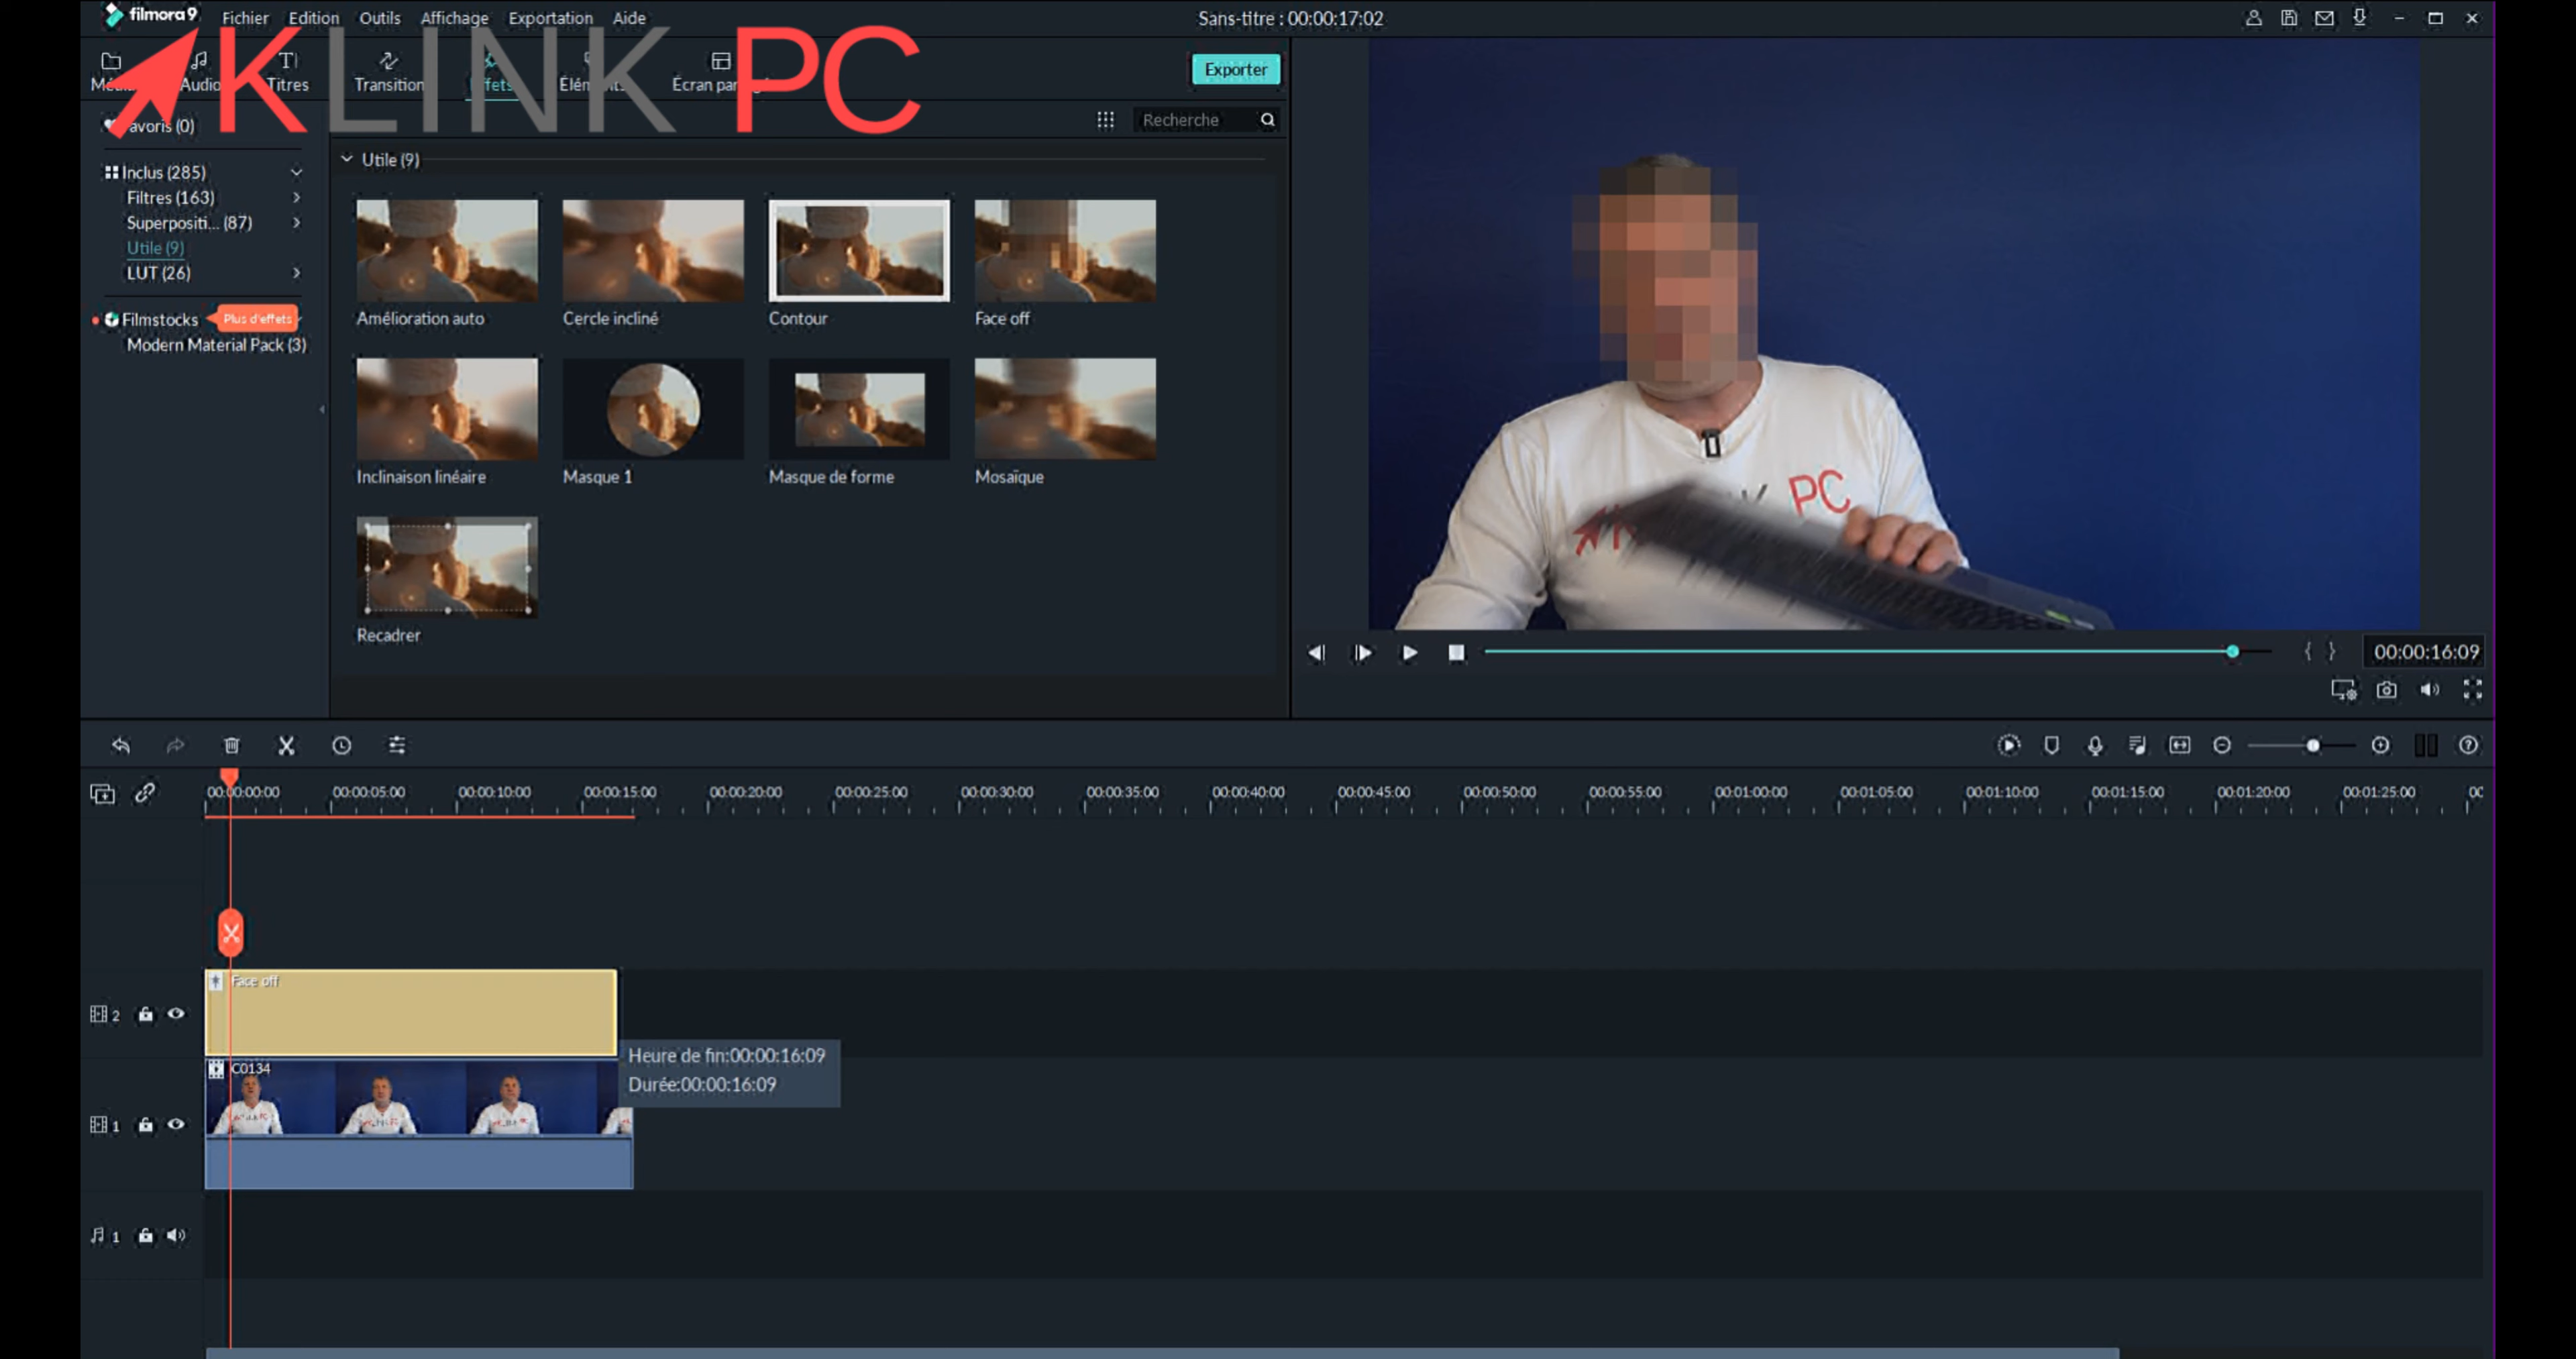 filmora9 Fichier Edition Outils Affichage Exportation Aide
Sans-titre : 00:00:17:02
KLINK PC
Audio Titres Transition
Exporter
Favoris (0)
Recherche
Inclus (285)
Filtres (163)
Superpositi... (87)
Utile (9)
LUT (26)
Filmstocks Plus d'effets
Modern Material Pack (3)
Utile (9)
Amélioration auto Cercle incliné Contour Face off
Inclinaison linéaire Masque 1 Masque de forme Mosaïque
Recadrer
PC
00:00:16:09
00:00:00:00 00:00:05:00 00:00:10:00 00:00:15:00 00:00:20:00 00:00:25:00 00:00:30:00 00:00:35:00 00:00:40:00 00:00:45:00 00:00:50:00 00:00:55:00 00:01:00:00 00:01:05:00 00:01:10:00 00:01:15:00 00:01:20:00 00:01:25:00
Face off
2
Heure de fin:00:00:16:09
Durée:00:00:16:09
C0134
1
1